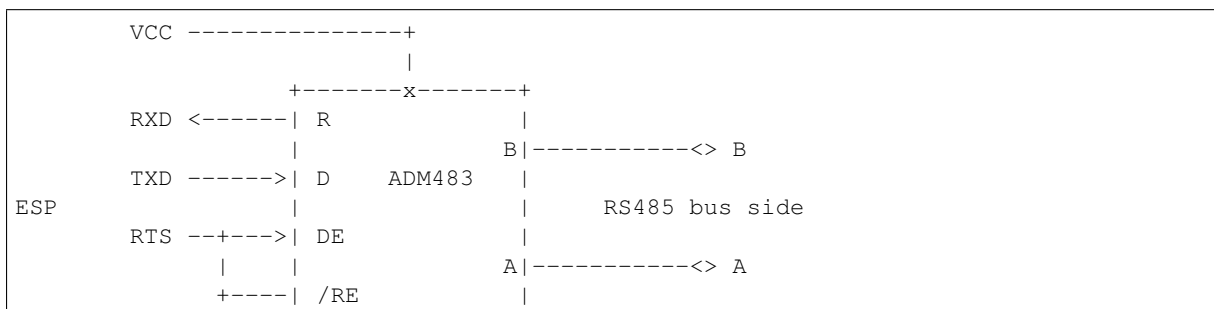 VCC ---------------+
|
+-------x-------+
RXD <------| R |
| B|-----------<> B
TXD ------>| D ADM483 |
ESP | | RS485 bus side
RTS --+--->| DE |
| | A|-----------<> A
+----| /RE |